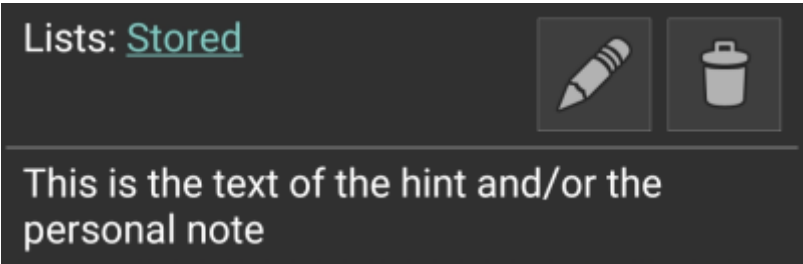 Lists: Stored
This is the text of the hint and/or the
personal note